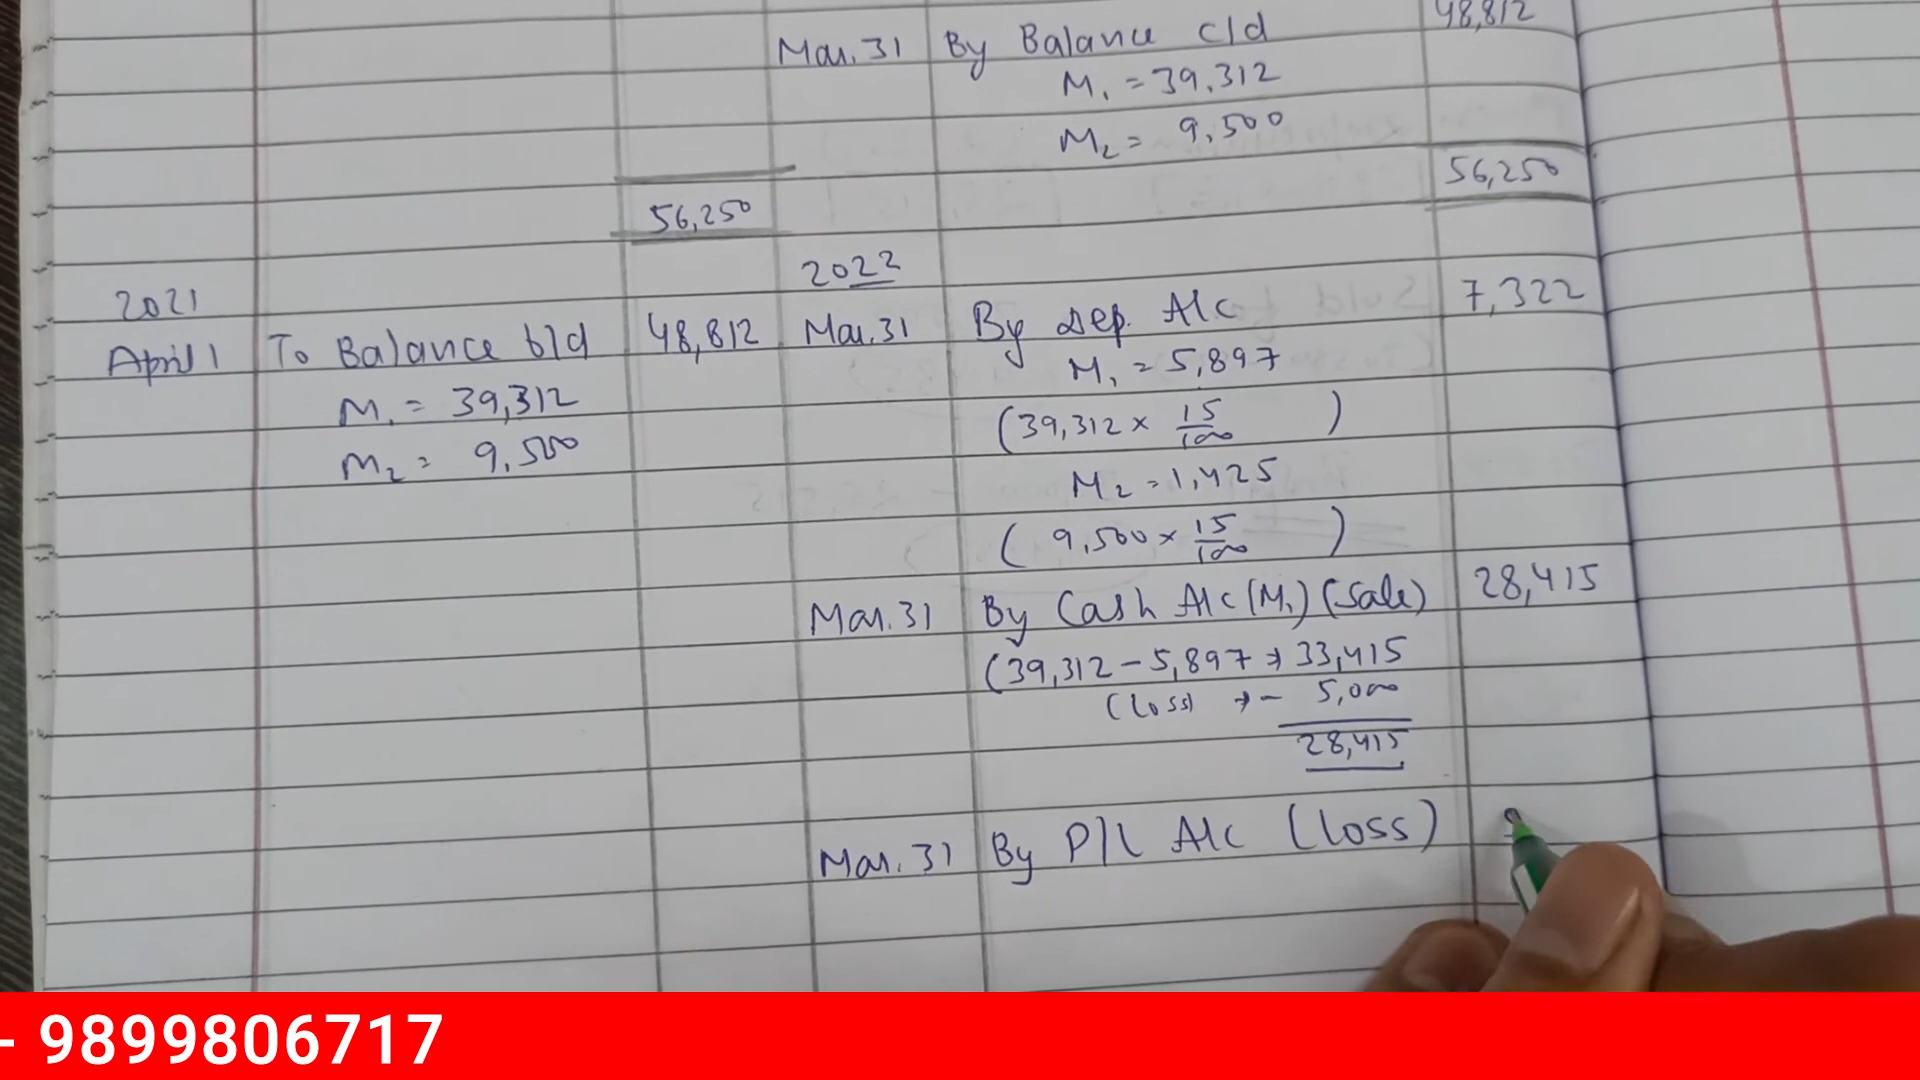 48,812
Mar. 31 By Balance c/d
M₁ = 39,312
M₂ = 9,500
56,250 56,250
2021 2022
April 1 To Balance b/d 48,812 Mar. 31 By Dep. A/c 7,322
M₁ = 39,312 M₁ = 5,897
M₂ = 9,500 (39,312 × 15/100 )
M₂ = 1,425
( 9,500 × 15/100 )
Mar. 31 By Cash A/c (M₁) (Sale) 28,415
(39,312 – 5,897 → 33,415
(Loss) → – 5,000
28,415
Mar. 31 By P/L A/c (Loss)
- 9899806717